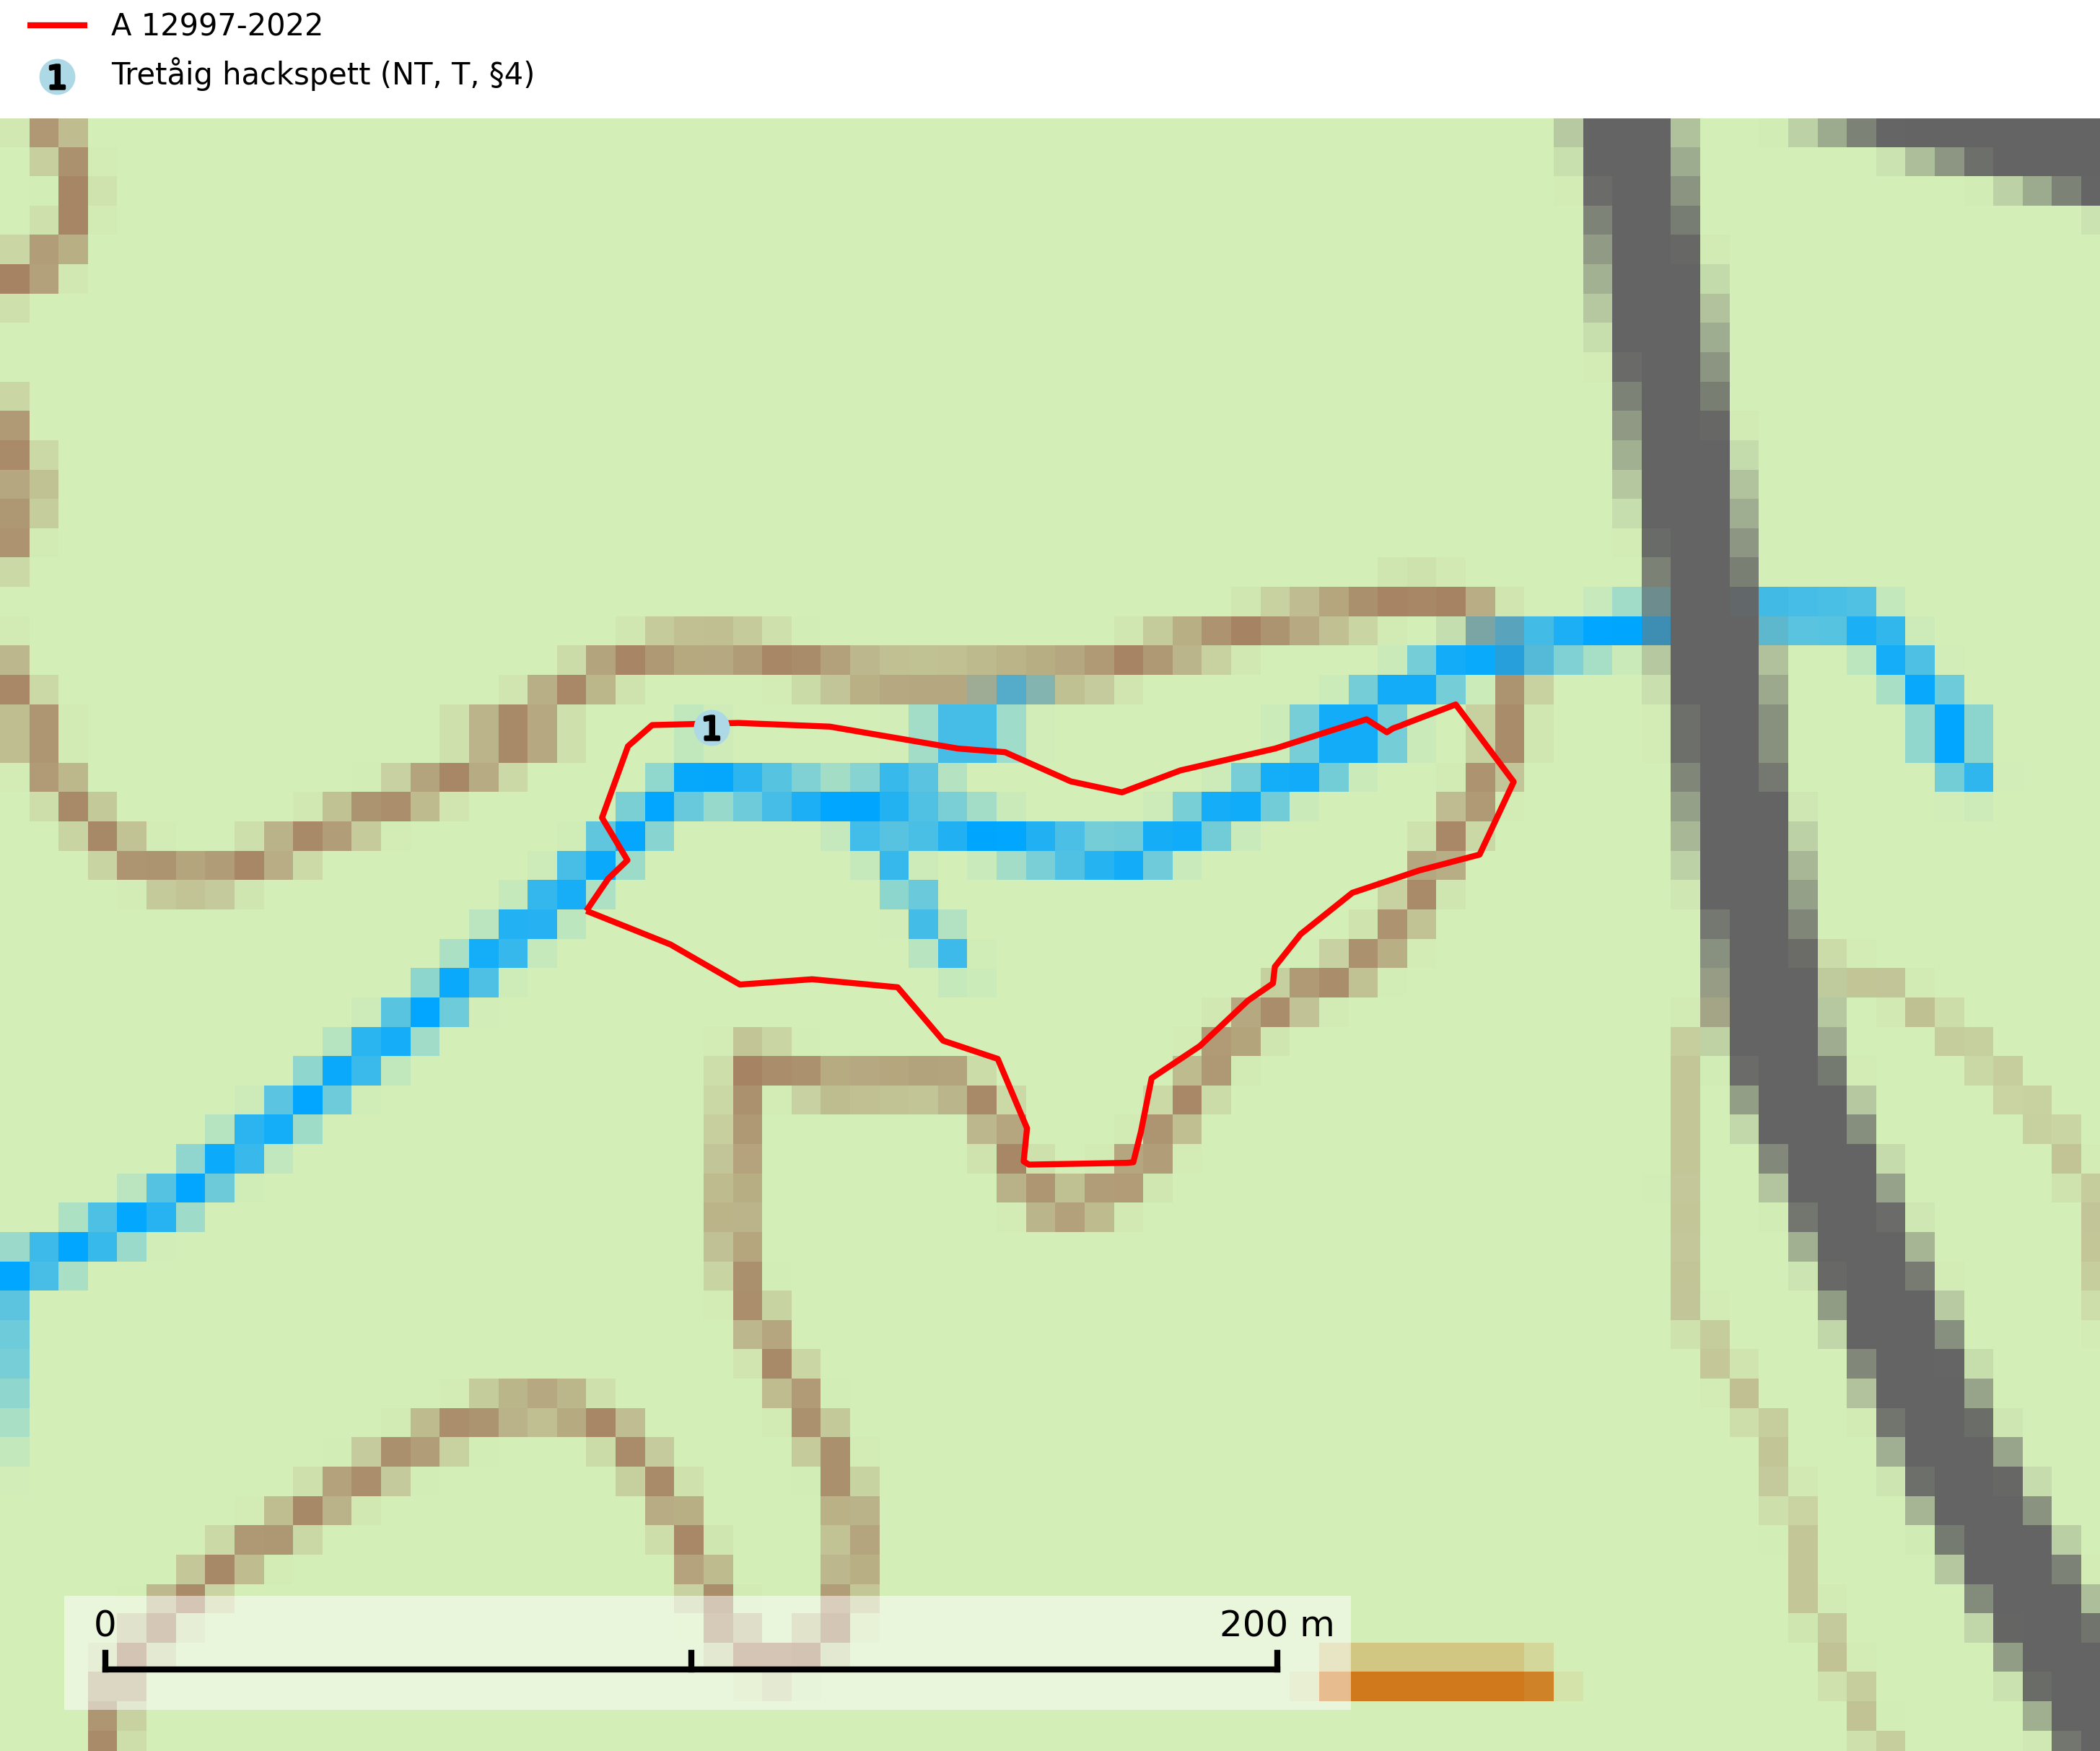 A 12997-2022
1 Tretåig hackspett (NT, T, §4)
1
0 200 m